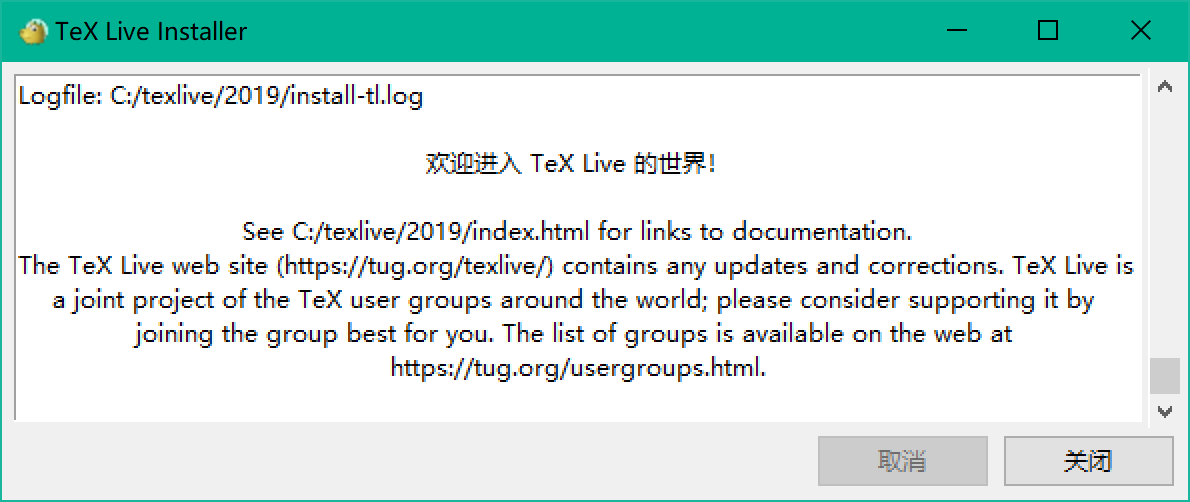 TeX Live Installer
Logfile: C:/texlive/2019/install-tl.log
欢迎进入 TeX Live 的世界!
See C:/texlive/2019/index.html for links to documentation.
The TeX Live web site (https://tug.org/texlive/) contains any updates and corrections. TeX Live is
a joint project of the TeX user groups around the world; please consider supporting it by
joining the group best for you. The list of groups is available on the web at
https://tug.org/usergroups.html.
取消
关闭